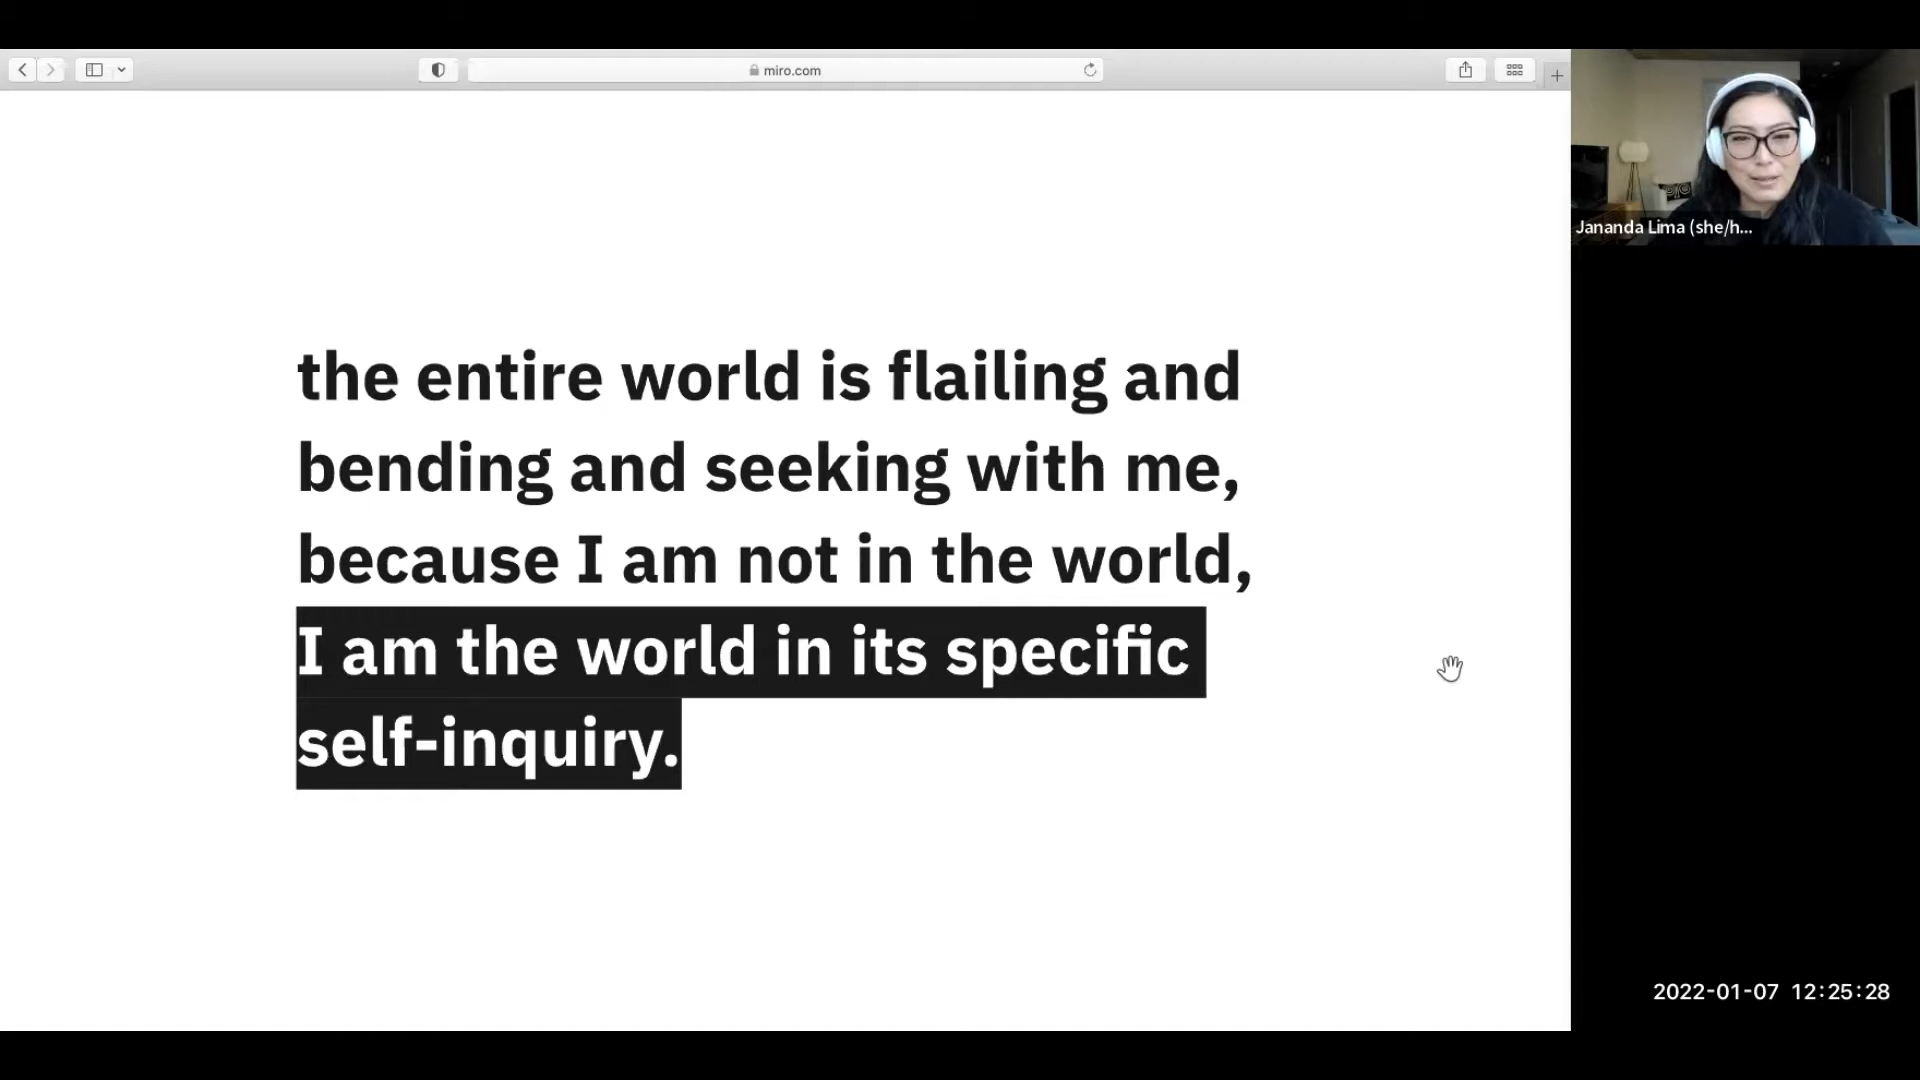 miro.com
the entire world is flailing and
bending and seeking with me,
because I am not in the world,
I am the world in its specific
self-inquiry.
Jananda Lima (she/h...
2022-01-07 12:25:28